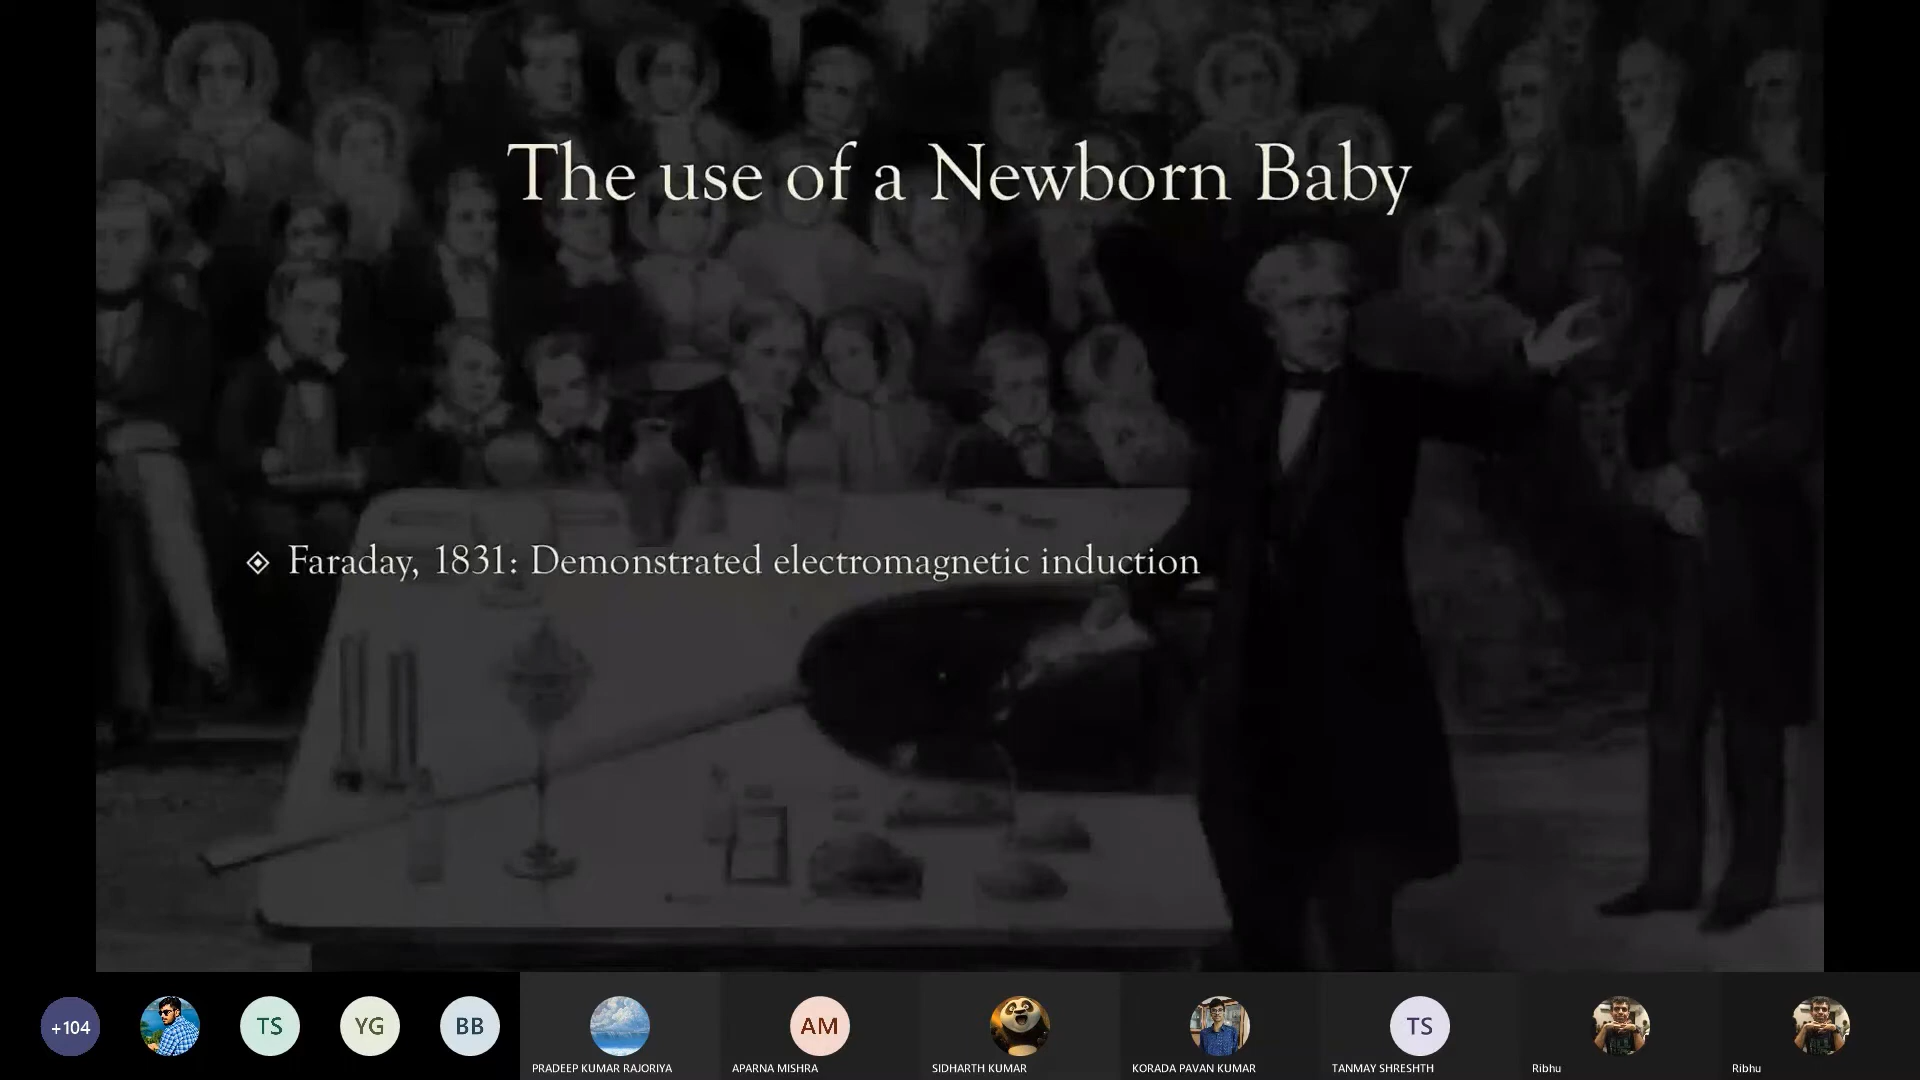 The use of a Newborn Baby
Faraday, 1831: Demonstrated electromagnetic induction
+104
TS
YG
BB
AM
TS
PRADEEP KUMAR RAJORIYA
APARNA MISHRA
SIDHARTH KUMAR
KORADA PAVAN KUMAR
TANMAY SHRESHTH
Ribhu
Ribhu